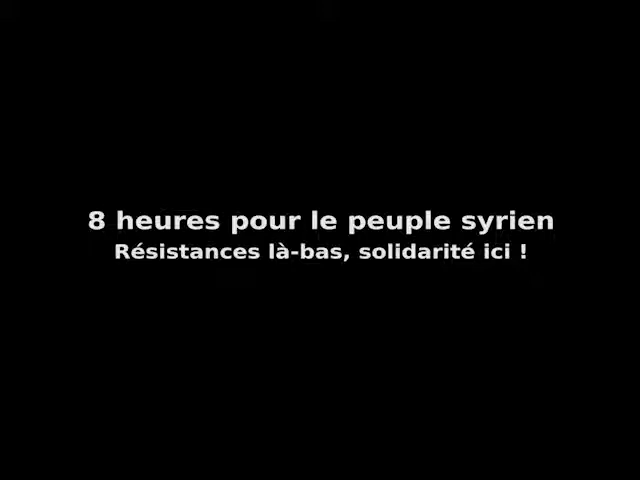 8 heures pour le peuple syrien
Résistances là-bas, solidarité ici !